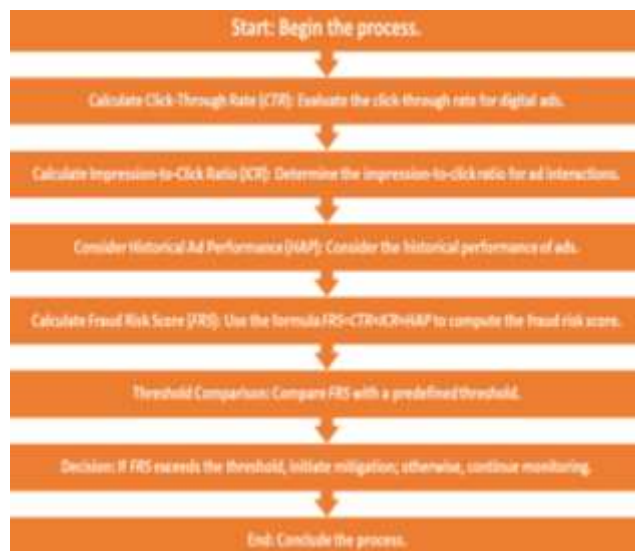 Start: Begin the process.
Calculate Click-Through Rate (CTR): Evaluate the click-through rate for digital ads.
Calculate Impression-to-Click Ratio (ICR): Determine the impression-to-click ratio for ad interactions.
Consider Historical Ad Performance (HAP): Consider the historical performance of ads.
Calculate Fraud Risk Score (FRS): Use the formula to compute the fraud risk score.
Threshold Comparison: Compare FRS with a predefined threshold.
Decision: If FRS exceeds the threshold, initiate mitigation; otherwise, continue monitoring.
End: Conclude the process.